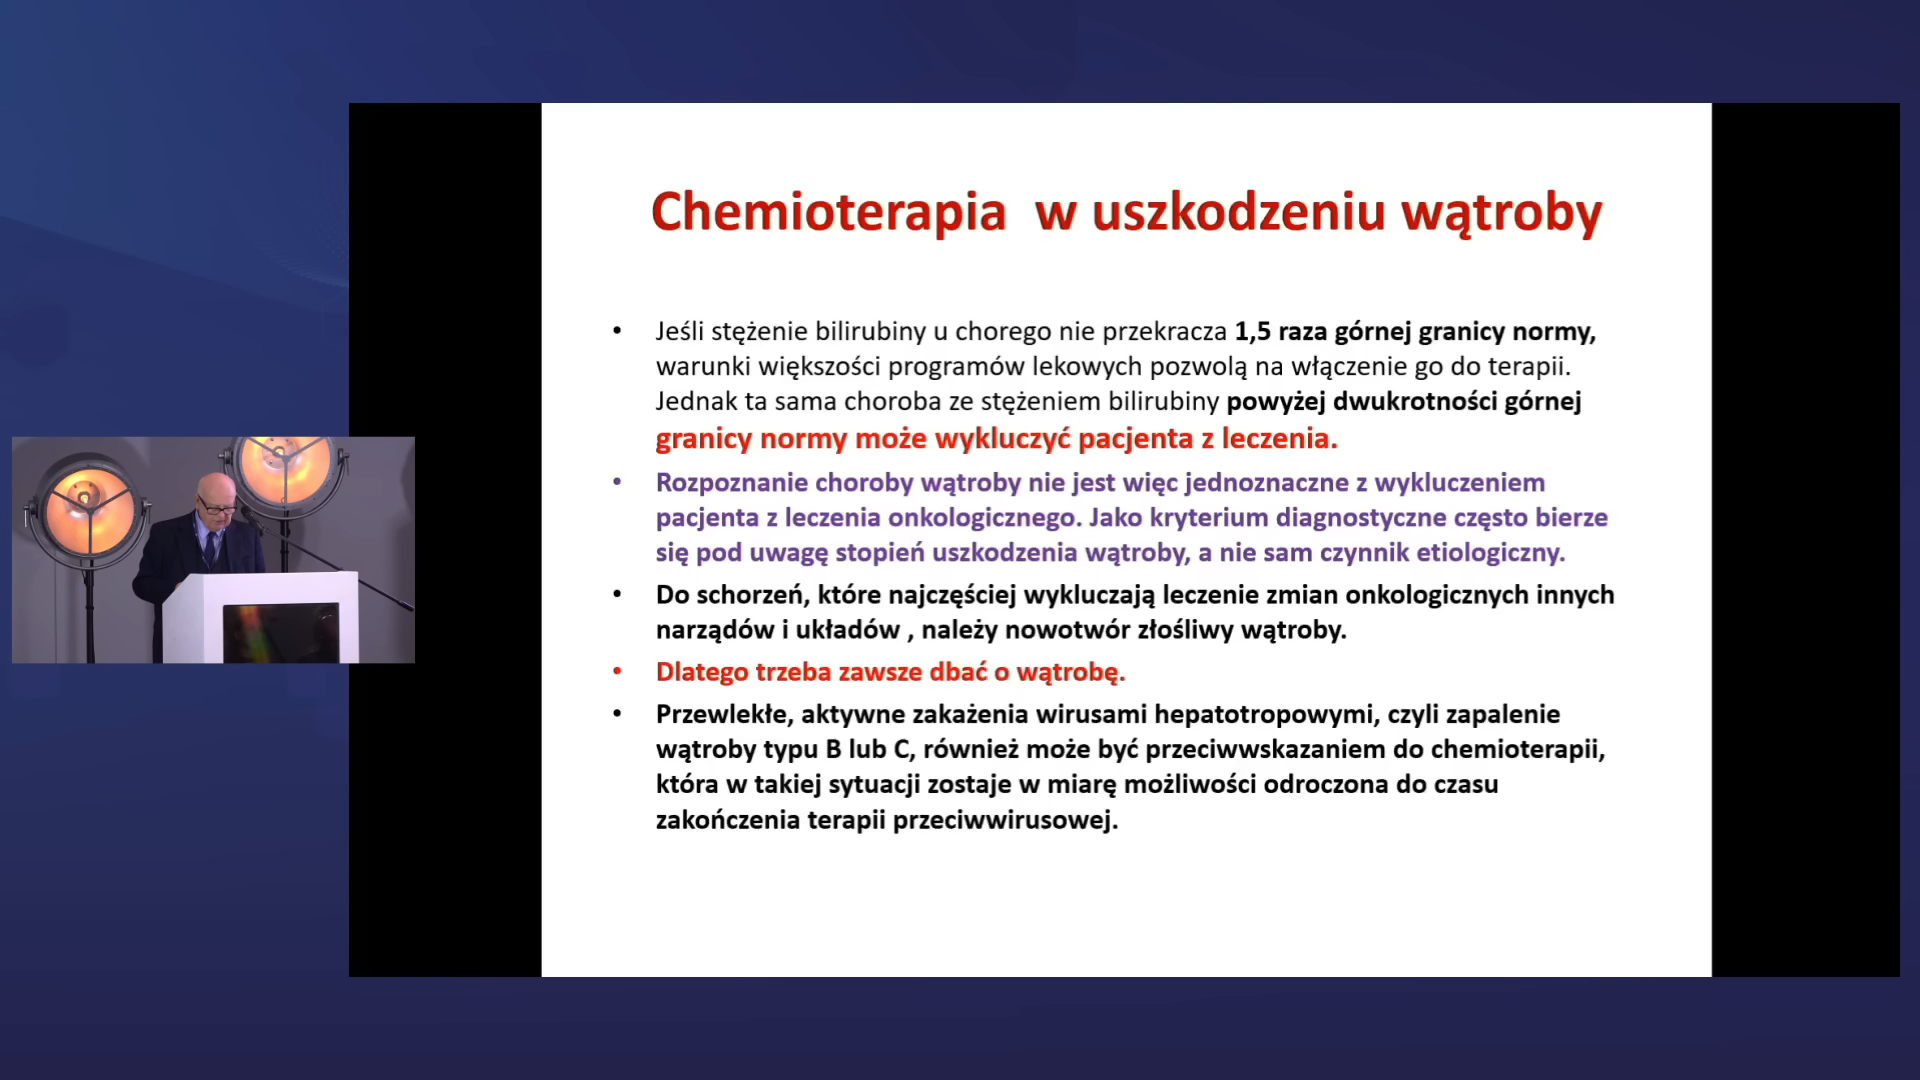 Chemioterapia w uszkodzeniu wątroby
• Jeśli stężenie bilirubiny u chorego nie przekracza 1,5 raza górnej granicy normy,
warunki większości programów lekowych pozwolą na włączenie go do terapii.
Jednak ta sama choroba ze stężeniem bilirubiny powyżej dwukrotności górnej
granicy normy może wykluczyć pacjenta z leczenia.
• Rozpoznanie choroby wątroby nie jest więc jednoznaczne z wykluczeniem
pacjenta z leczenia onkologicznego. Jako kryterium diagnostyczne często bierze
się pod uwagę stopień uszkodzenia wątroby, a nie sam czynnik etiologiczny.
• Do schorzeń, które najczęściej wykluczają leczenie zmian onkologicznych innych
narządów i układów , należy nowotwór złośliwy wątroby.
• Dlatego trzeba zawsze dbać o wątrobę.
• Przewlekłe, aktywne zakażenia wirusami hepatotropowymi, czyli zapalenie
wątroby typu B lub C, również może być przeciwwskazaniem do chemioterapii,
która w takiej sytuacji zostaje w miarę możliwości odroczona do czasu
zakończenia terapii przeciwwirusowej.